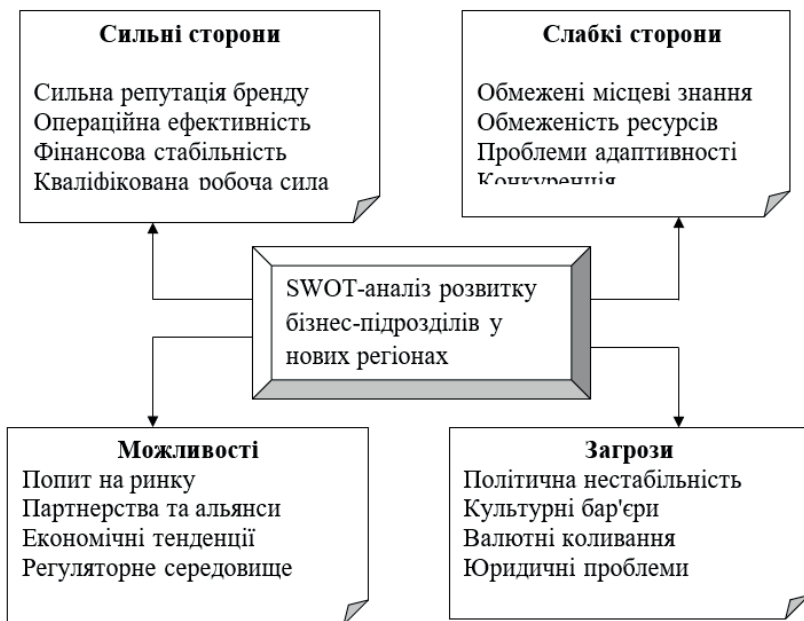 Сильні сторони
Сильна репутація бренду
Операційна ефективність
Фінансова стабільність
Кваліфікована робоча сила
Слабкі сторони
Обмежені місцеві знання
Обмеженість ресурсів
Проблеми адаптивності
Конкуренція
SWOT-аналіз розвитку
бізнес-підрозділів у
нових регіонах
Можливості
Попит на ринку
Партнерства та альянси
Економічні тенденції
Регуляторне середовище
Загрози
Політична нестабільність
Культурні бар'єри
Валютні коливання
Юридичні проблеми